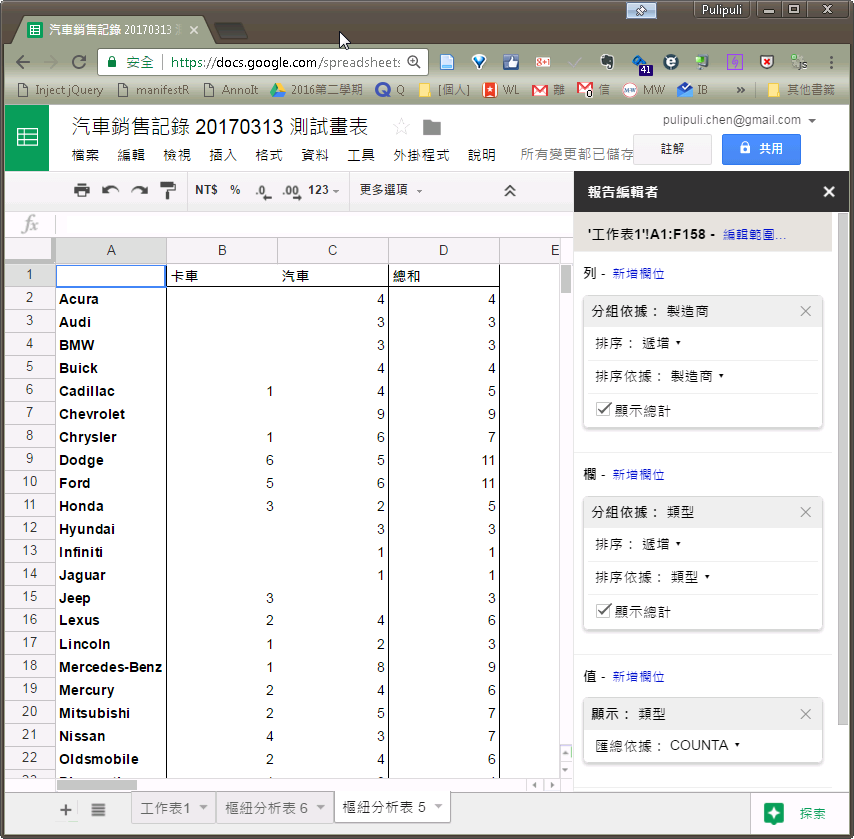 Pulipuli
汽車銷售記錄 20170313
安全 https://docs.google.com/spreadsheets
41
InjectjQuery manifestR AnnoIt 2016第二學期 Q [個人] WL 離 信 MW IB » 其他書籤
汽車銷售記錄 20170313 測試畫表
pulipuli.chen@gmail.com
檔案 編輯 檢視 插入 格式 資料 工具 外掛程式 說明 所有變更都已儲存
註解 共用
NT$ % .0 .00 123 更多選項
fx
A B C D E
1 卡車 汽車 總和
2 Acura 4 4
3 Audi 3 3
4 BMW 3 3
5 Buick 4 4
6 Cadillac 1 4 5
7 Chevrolet 9 9
8 Chrysler 1 6 7
9 Dodge 6 5 11
10 Ford 5 6 11
11 Honda 3 2 5
12 Hyundai 3 3
13 Infiniti 1 1
14 Jaguar 1 1
15 Jeep 3 3
16 Lexus 2 4 6
17 Lincoln 1 2 3
18 Mercedes-Benz 1 8 9
19 Mercury 2 4 6
20 Mitsubishi 2 5 7
21 Nissan 4 3 7
22 Oldsmobile 2 4 6
報告編輯者
'工作表1'!A1:F158 - 編輯範圍...
列 - 新增欄位
分組依據： 製造商
排序： 遞增
排序依據： 製造商
顯示總計
欄 - 新增欄位
分組依據： 類型
排序： 遞增
排序依據： 類型
顯示總計
值 - 新增欄位
顯示： 類型
匯總依據： COUNTA
工作表1 樞紐分析表 6 樞紐分析表 5
探索